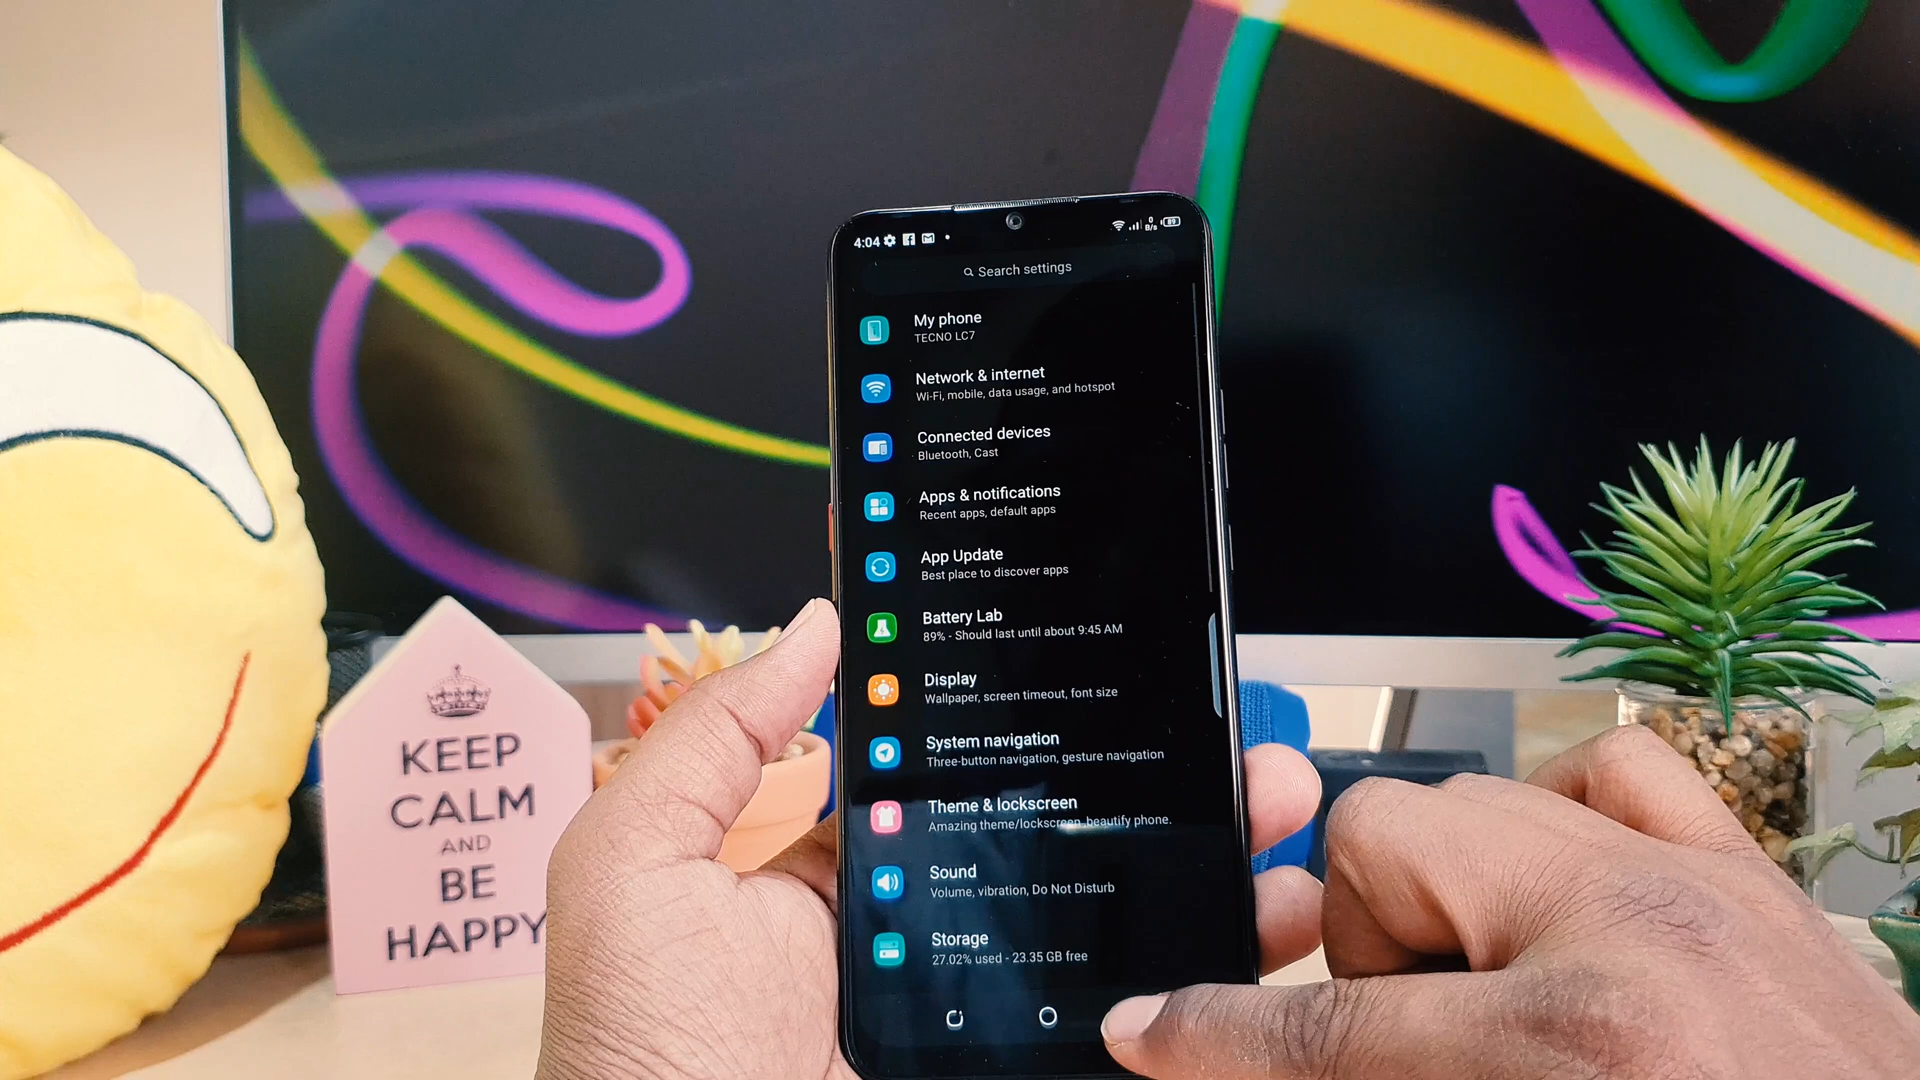 4:04
0
B/s
89
Search settings
My phone
TECNO LC7
Network & internet
Wi-Fi, mobile, data usage, and hotspot
Connected devices
Bluetooth, Cast
Apps & notifications
Recent apps, default apps
App Update
Best place to discover apps
Battery Lab
89% - Should last until about 9:45 AM
Display
Wallpaper, screen timeout, font size
System navigation
Three-button navigation, gesture navigation
Theme & lockscreen
Amazing theme/lockscreen,beautify phone.
Sound
Volume, vibration, Do Not Disturb
Storage
27.02% used - 23.35 GB free
KEEP
CALM
AND
BE
HAPPY